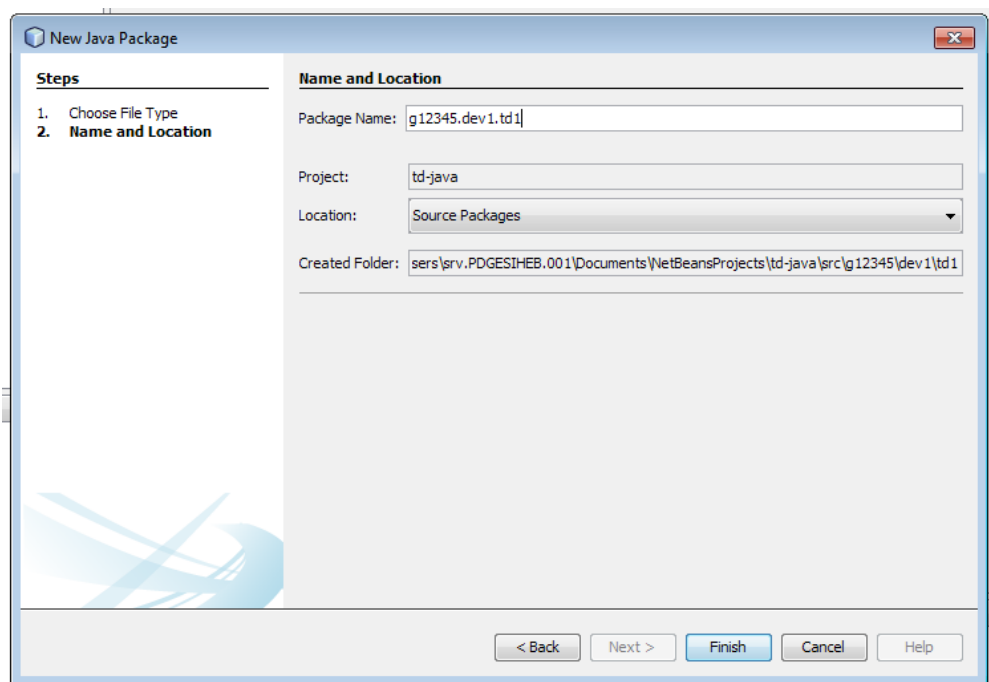 New Java Package
Steps
1. Choose File Type
2. Name and Location
Name and Location
Package Name: g12345.dev1.td1
Project: td-java
Location: Source Packages
Created Folder: sers\srv.PDGESIHEB.001\Documents\NetBeansProjects\td-java\src\g12345\dev1\td1
< Back Next > Finish Cancel Help